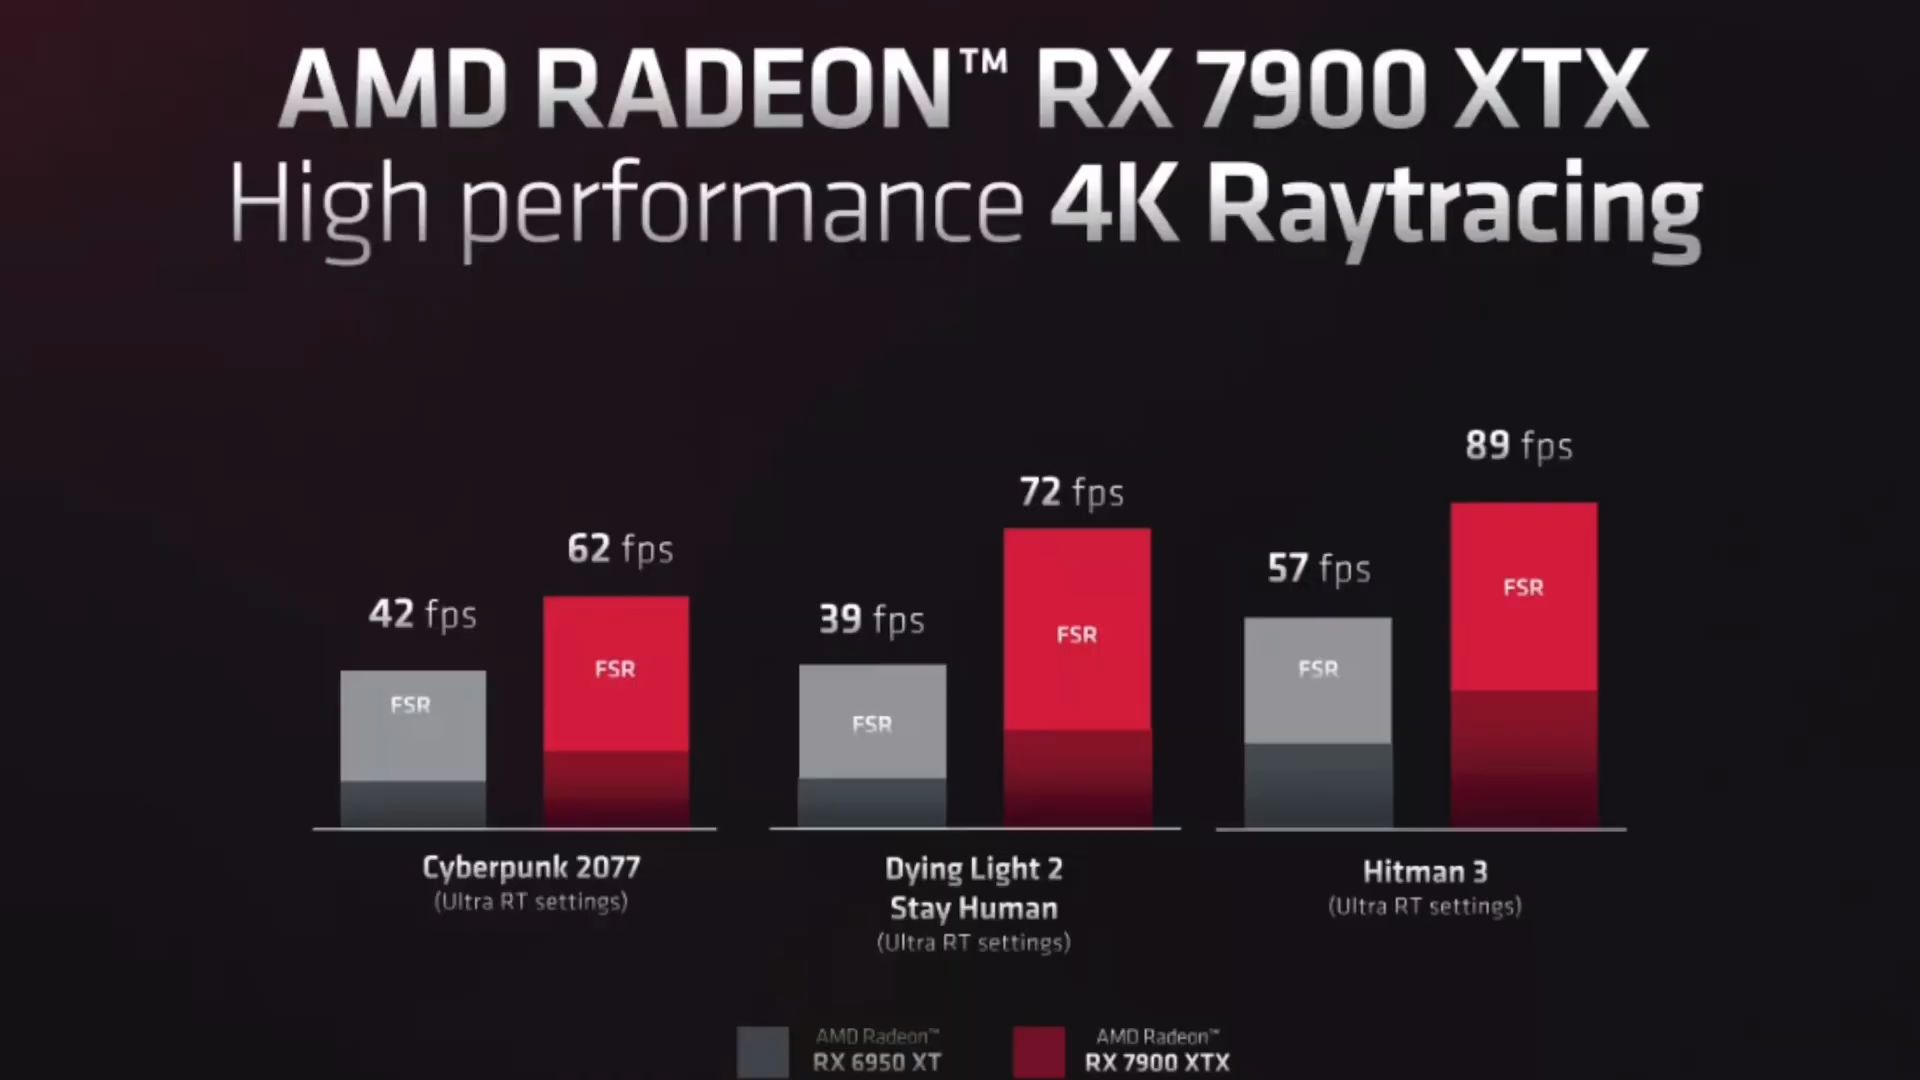 AMD RADEON™ RX 7900 XTX
High performance 4K Raytracing
42 fps
62 fps
39 fps
72 fps
57 fps
89 fps
FSR
FSR
FSR
FSR
FSR
FSR
Cyberpunk 2077
(Ultra RT settings)
Dying Light 2
Stay Human
(Ultra RT settings)
Hitman 3
(Ultra RT settings)
AMD Radeon™
RX 6950 XT
AMD Radeon™
RX 7900 XTX